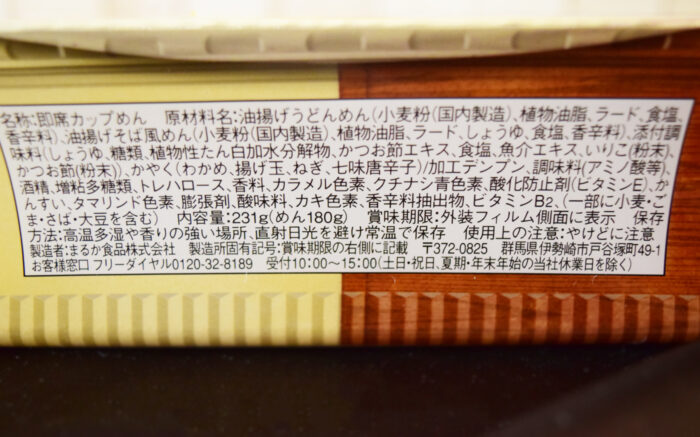 名称:即席カップめん 原材料名:油揚げうどんめん(小麦粉(国内製造)、植物油脂、ラード、食塩、
香辛料)、油揚げそば風めん(小麦粉(国内製造)、植物油脂、ラード、しょうゆ、食塩、香辛料)、添付調
味料(しょうゆ、糖類、植物性たん白加水分解物、かつお節エキス、食塩、魚介エキス、いりこ(粉末)、
かつお節(粉末))、かやく(わかめ、揚げ玉、ねぎ、七味唐辛子)/加工デンプン、調味料(アミノ酸等)、
酒精、増粘多糖類、トレハロース、香料、カラメル色素、クチナシ青色素、酸化防止剤(ビタミンE)、か
んすい、タマリンド色素、膨張剤、酸味料、カキ色素、香辛料抽出物、ビタミンB2、(一部に小麦・
ごま・さば・大豆を含む) 内容量:231g(めん180g) 賞味期限:外装フィルム側面に表示 保存
方法:高温多湿や香りの強い場所、直射日光を避け常温で保存 使用上の注意:やけどに注意
製造者:まるか食品株式会社 製造所固有記号:賞味期限の右側に記載 〒372-0825 群馬県伊勢崎市戸谷塚町49-1
お客様窓口 フリーダイヤル0120-32-8189 受付10:00〜15:00(土日・祝日、夏期・年末年始の当社休業日を除く)